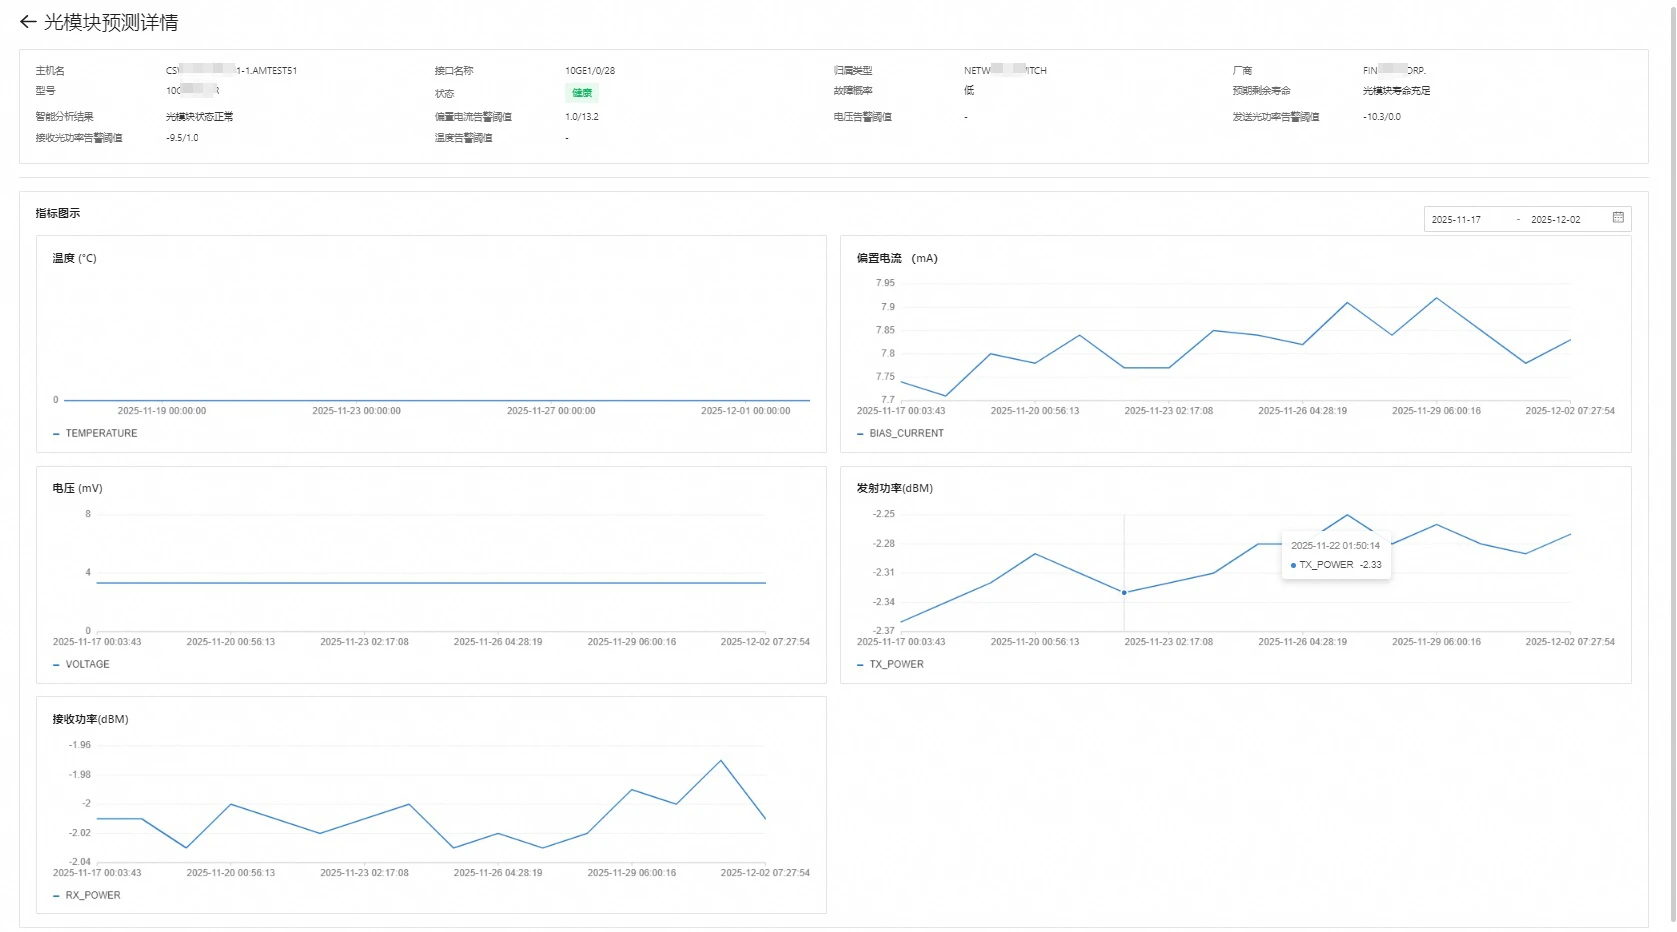 光模块预测详情
主机名 CS 1-1.AMTEST51 接口名称 10GE1/0/28 归属类型 NETW ITCH 厂商 FIN ORP.
型号 100 R 状态 健康 故障概率 低 预期剩余寿命 光模块寿命充足
智能分析结果 光模块状态正常 偏置电流告警阈值 1.0/13.2 电压告警阈值 - 发送光功率告警阈值 -10.3/0.0
接收光功率告警阈值 -9.5/1.0 温度告警阈值 -
指标图示
2025-11-17 - 2025-12-02
温度 (°C)
0
2025-11-19 00:00:00 2025-11-23 00:00:00 2025-11-27 00:00:00 2025-12-01 00:00:00
TEMPERATURE
偏置电流 (mA)
7.95
7.9
7.85
7.8
7.75
7.7
2025-11-17 00:03:43 2025-11-20 00:56:13 2025-11-23 02:17:08 2025-11-26 04:28:19 2025-11-29 06:00:16 2025-12-02 07:27:54
BIAS_CURRENT
电压 (mV)
8
4
0
2025-11-17 00:03:43 2025-11-20 00:56:13 2025-11-23 02:17:08 2025-11-26 04:28:19 2025-11-29 06:00:16 2025-12-02 07:27:54
VOLTAGE
发射功率(dBM)
-2.25
-2.28
-2.31
-2.34
-2.37
2025-11-22 01:50:14
TX_POWER -2.33
2025-11-17 00:03:43 2025-11-20 00:56:13 2025-11-23 02:17:08 2025-11-26 04:28:19 2025-11-29 06:00:16 2025-12-02 07:27:54
TX_POWER
接收功率(dBM)
-1.96
-1.98
-2
-2.02
-2.04
2025-11-17 00:03:43 2025-11-20 00:56:13 2025-11-23 02:17:08 2025-11-26 04:28:19 2025-11-29 06:00:16 2025-12-02 07:27:54
RX_POWER